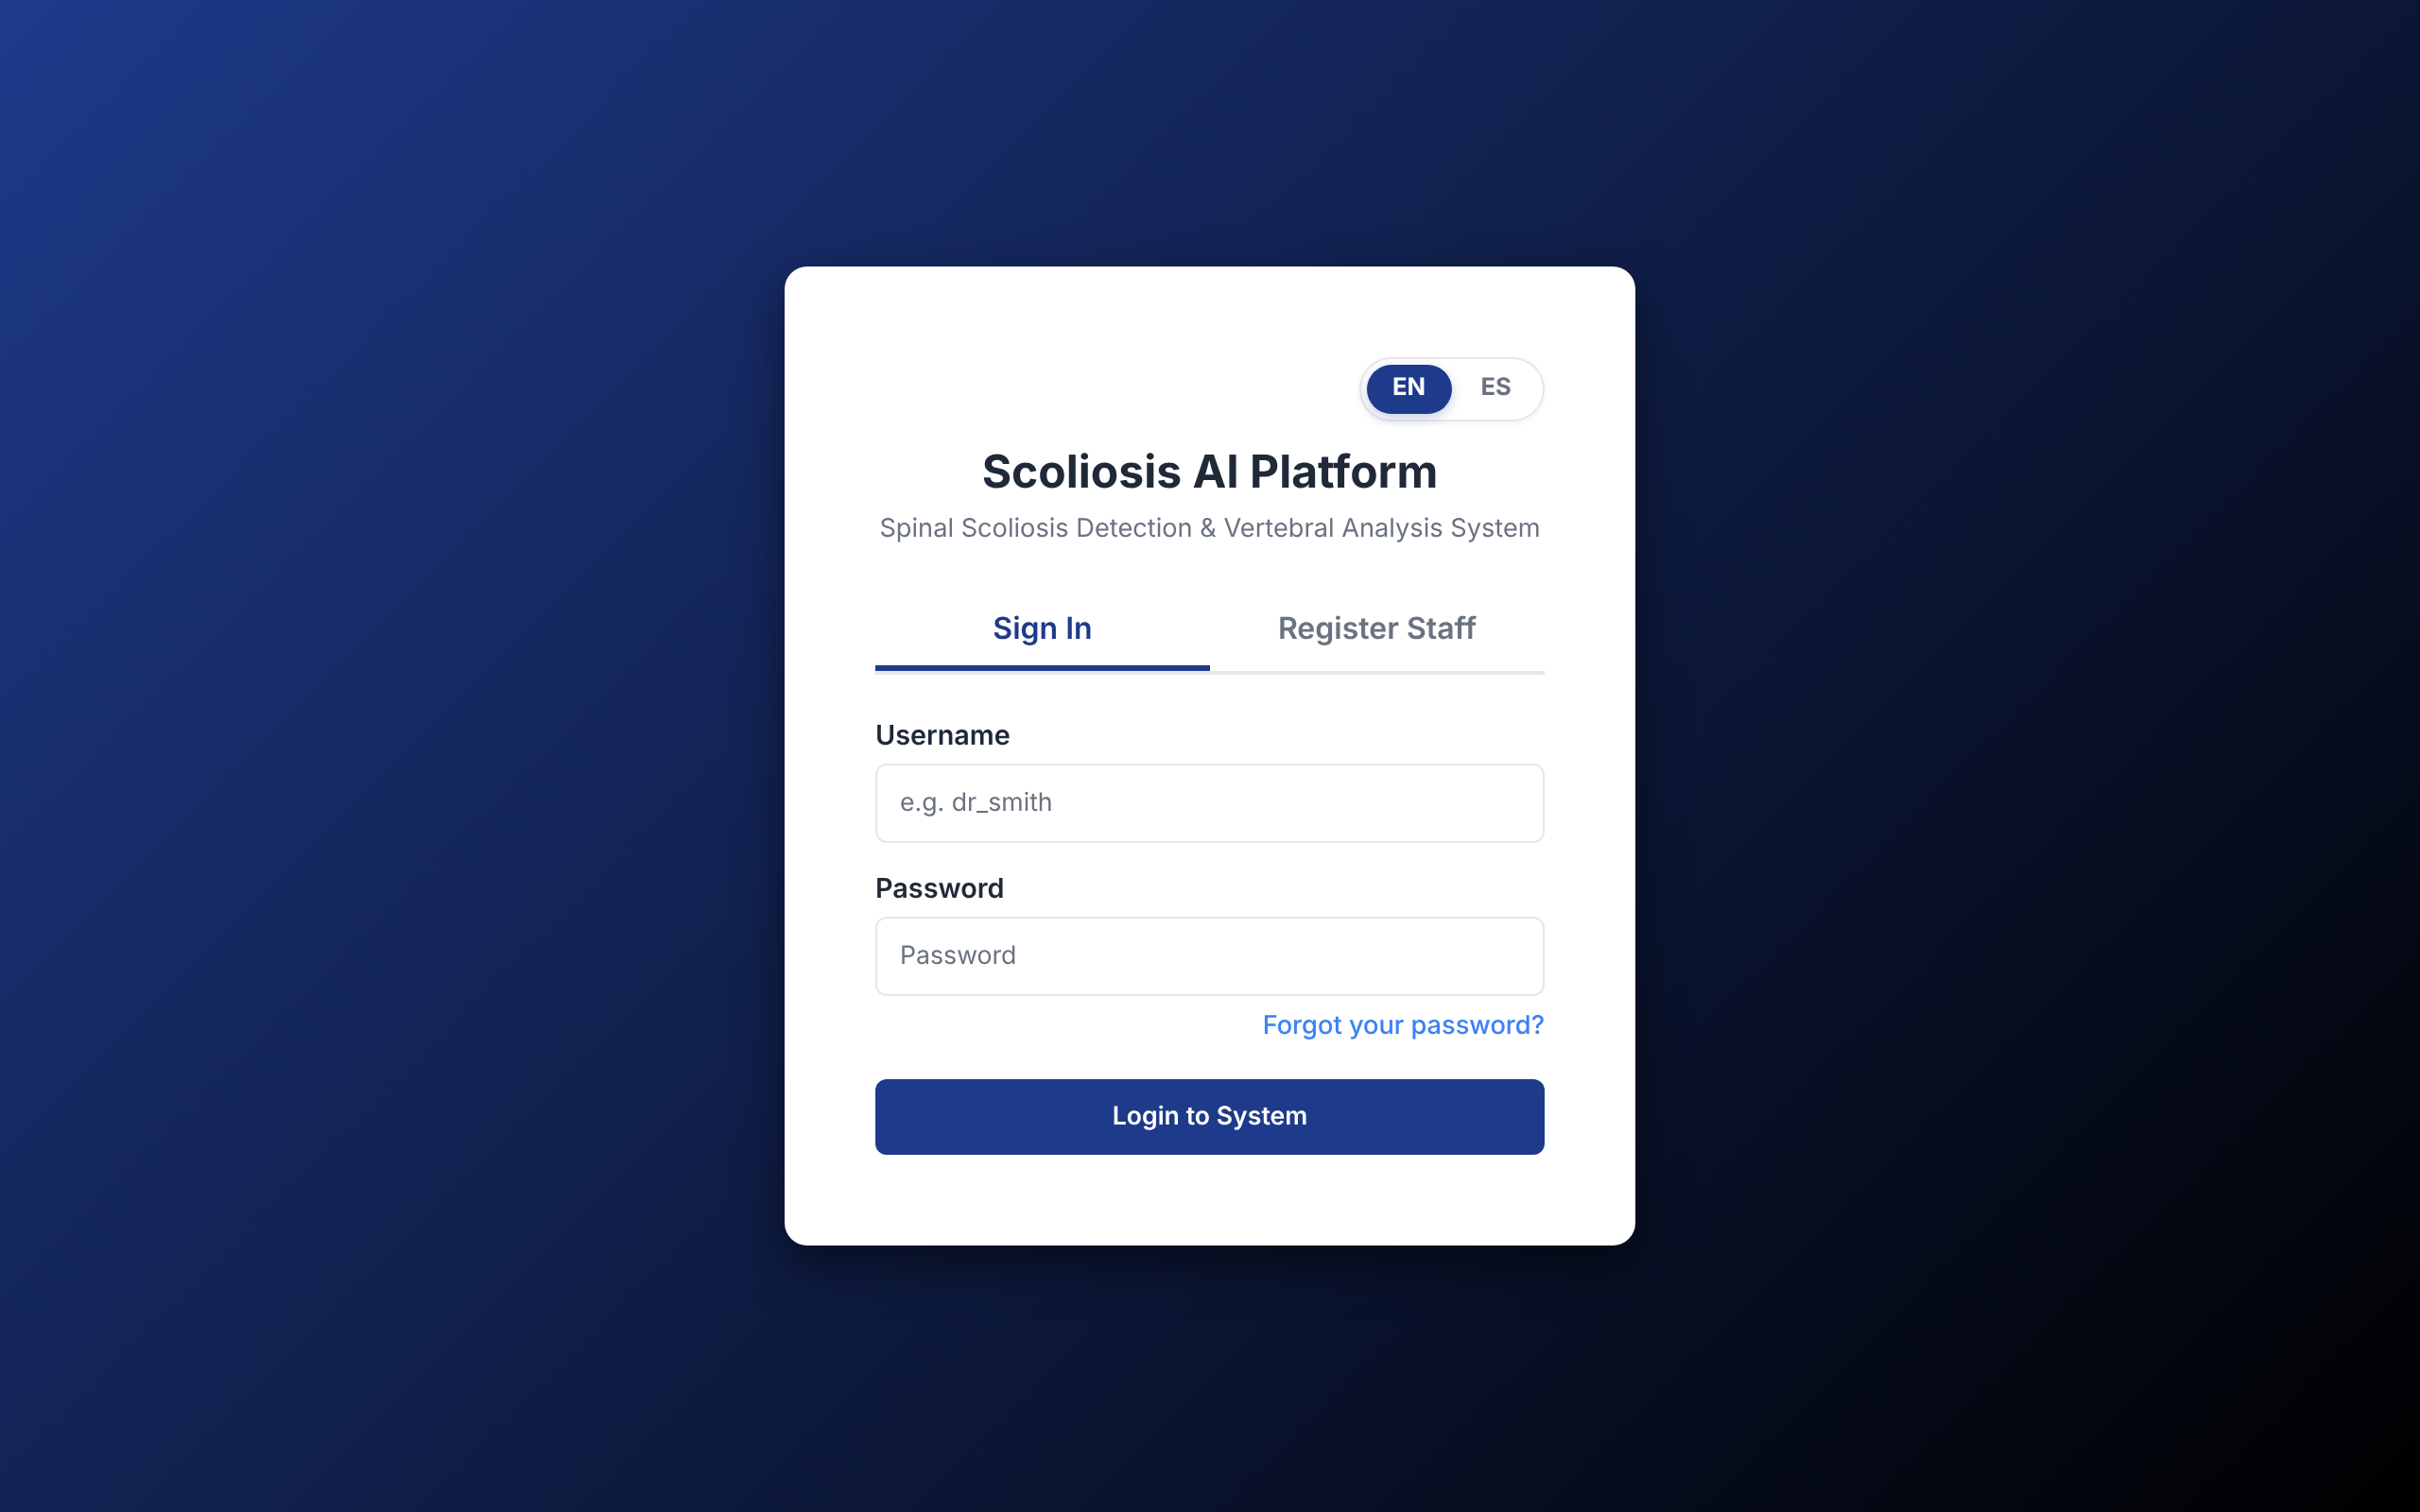 EN ES
Scoliosis AI Platform
Spinal Scoliosis Detection & Vertebral Analysis System
Sign In Register Staff
Username
e.g. dr_smith
Password
Password
Forgot your password?
Login to System